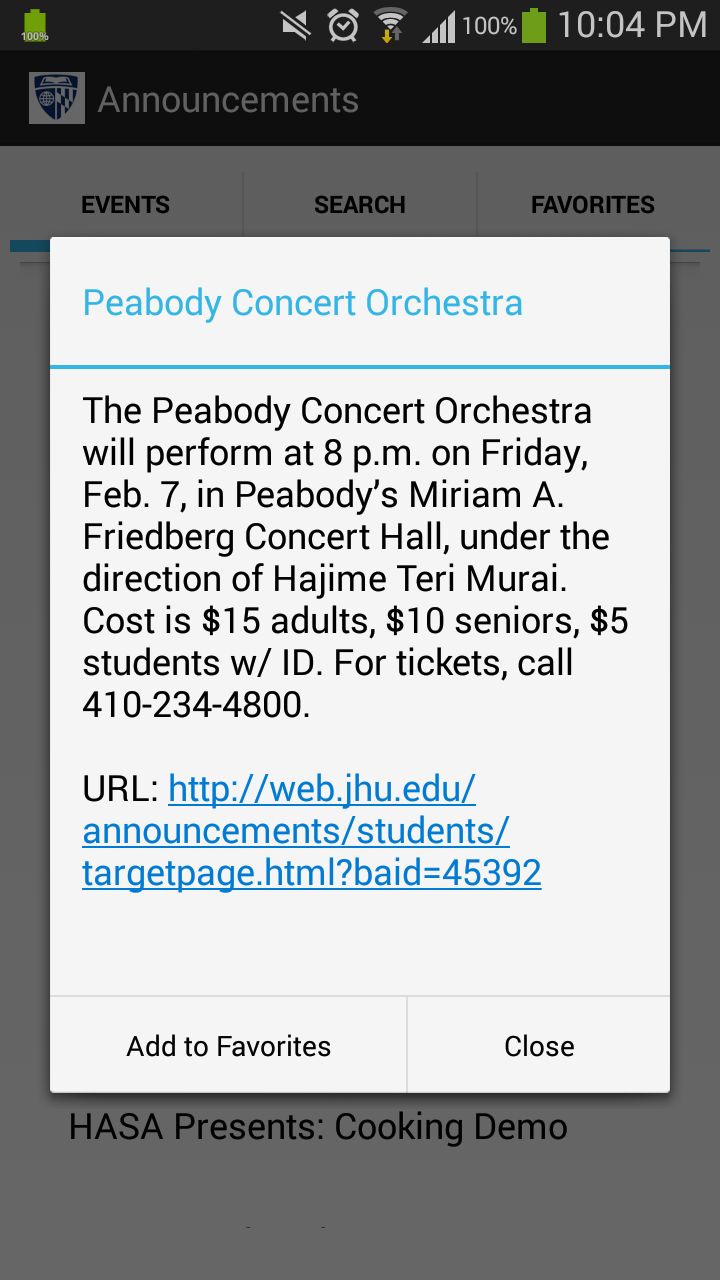 100%
100% 10:04 PM
Announcements
EVENTS SEARCH FAVORITES
Peabody Concert Orchestra
The Peabody Concert Orchestra
will perform at 8 p.m. on Friday,
Feb. 7, in Peabody’s Miriam A.
Friedberg Concert Hall, under the
direction of Hajime Teri Murai.
Cost is $15 adults, $10 seniors, $5
students w/ ID. For tickets, call
410-234-4800.
URL: http://web.jhu.edu/
announcements/students/
targetpage.html?baid=45392
Add to Favorites Close
HASA Presents: Cooking Demo